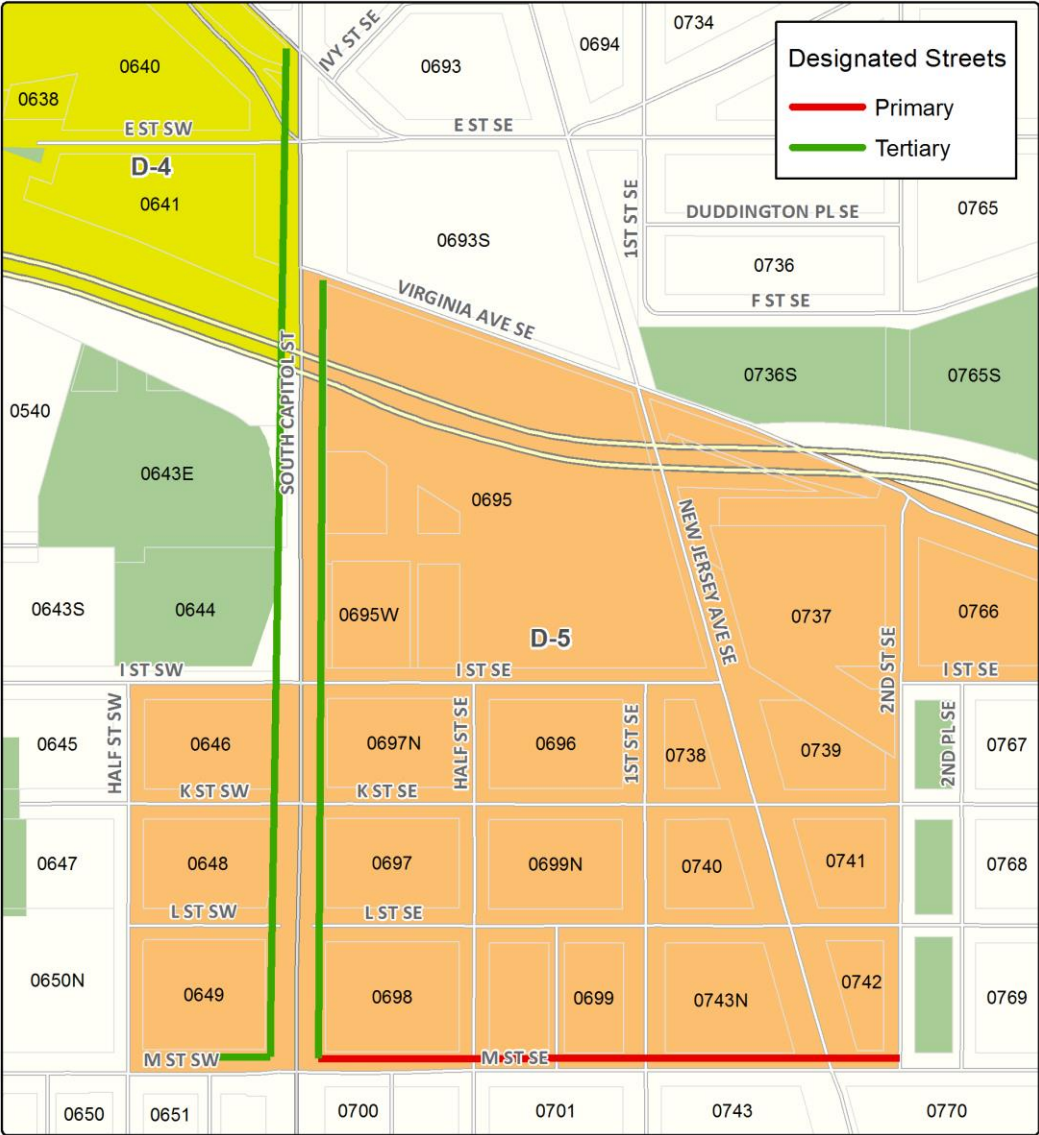 0734
IVY ST SE
0694
Designated Streets
0640
0693
0638
Primary
E ST SW
E ST SE
Tertiary
D-4
0641
1ST ST SE
DUDDINGTON PL SE
0765
0693S
0736
VIRGINIA AVE SE
F ST SE
SOUTH CAPITOL ST
0736S
0765S
0540
0643E
0695
NEW JERSEY AVE SE
0643S
0644
0695W
D-5
0737
0766
I ST SW
I ST SE
I ST SE
2ND ST SE
HALF ST SW
HALF ST SE
1ST ST SE
2ND PL SE
0645
0646
0697N
0696
0738
0739
0767
K ST SW
K ST SE
0647
0648
0697
0699N
0740
0741
0768
L ST SW
L ST SE
0650N
0649
0698
0699
0743N
0742
0769
M ST SW
M ST SE
0650
0651
0700
0701
0743
0770